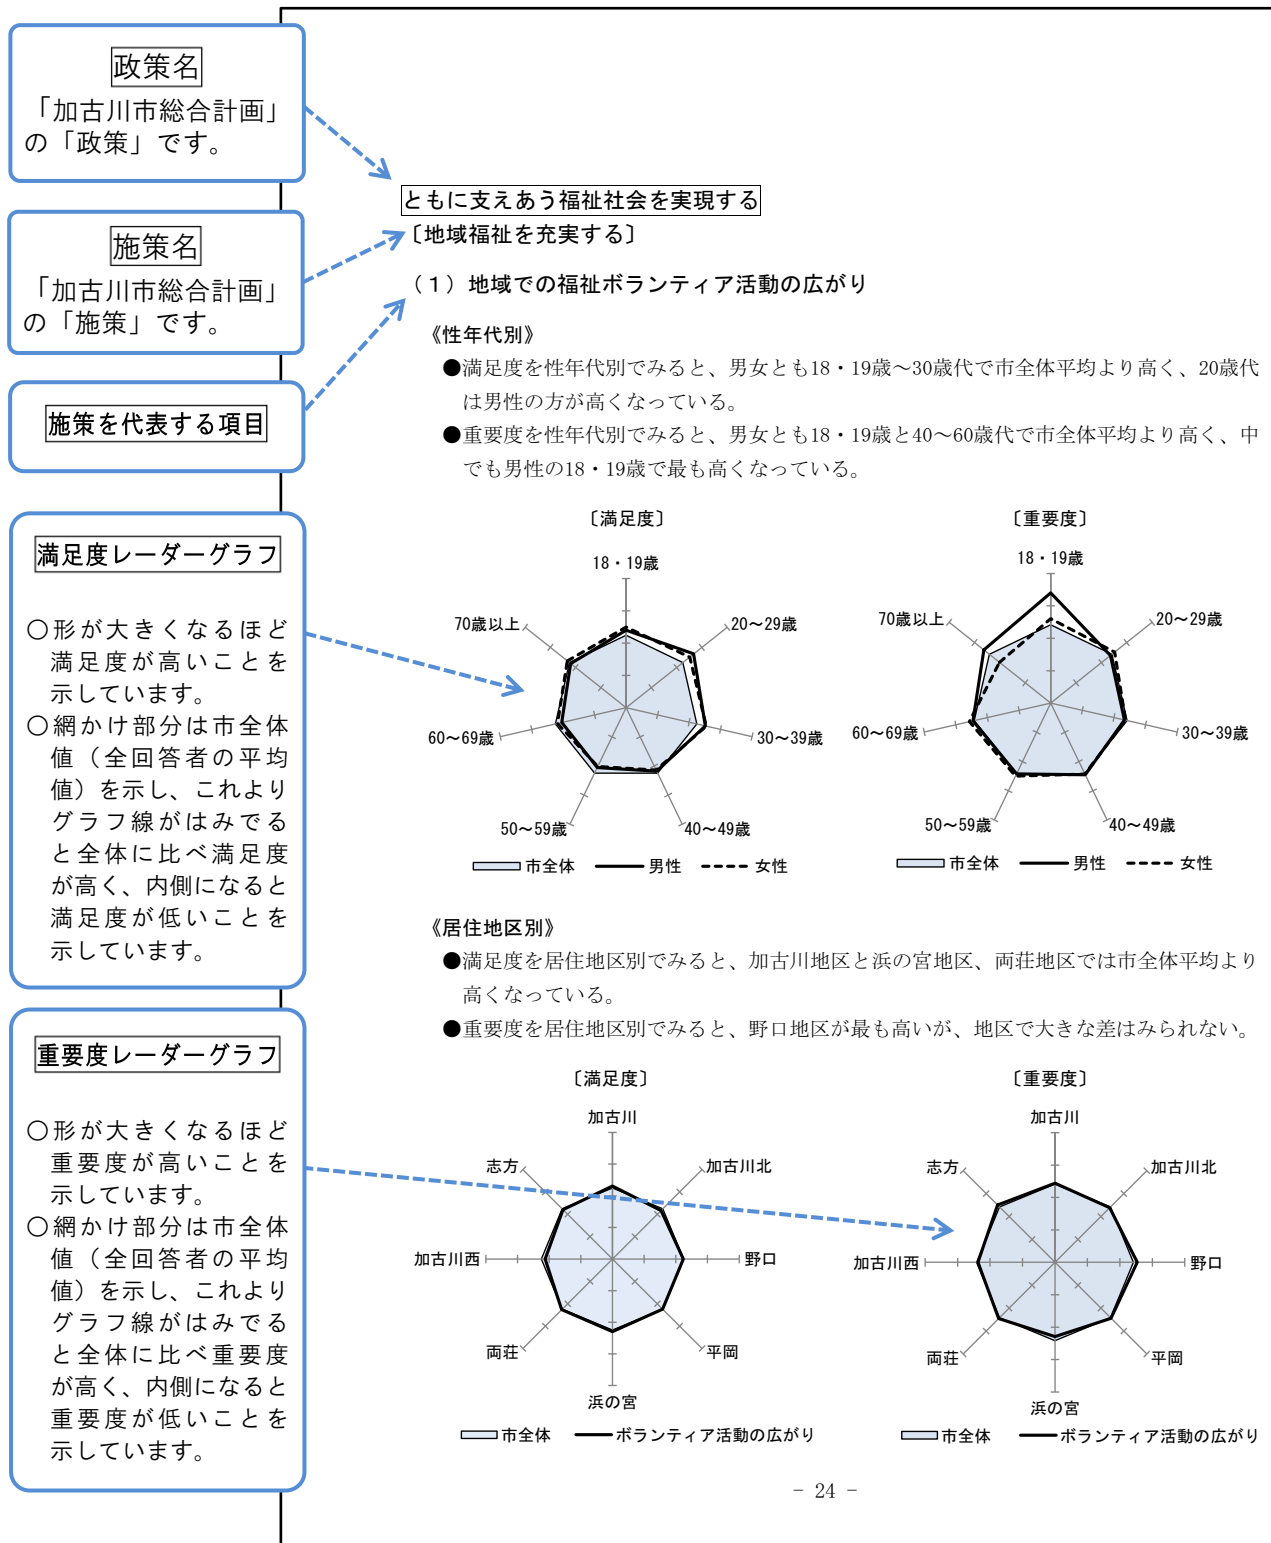 政策名
「加古川市総合計画」
の「政策」です。
施策名
「加古川市総合計画」
の「施策」です。
施策を代表する項目
満足度レーダーグラフ
○形が大きくなるほど
満足度が高いことを
示しています。
○網かけ部分は市全体
値（全回答者の平均
値）を示し、これより
グラフ線がはみでる
と全体に比べ満足度
が高く、内側になると
満足度が低いことを
示しています。
重要度レーダーグラフ
○形が大きくなるほど
重要度が高いことを
示しています。
○網かけ部分は市全体
値（全回答者の平均
値）を示し、これより
グラフ線がはみでる
と全体に比べ重要度
が高く、内側になると
重要度が低いことを
示しています。
ともに支えあう福祉社会を実現する
〔地域福祉を充実する〕
（１）地域での福祉ボランティア活動の広がり
《性年代別》
●満足度を性年代別でみると、男女とも18・19歳～30歳代で市全体平均より高く、20歳代
は男性の方が高くなっている。
●重要度を性年代別でみると、男女とも18・19歳と40～60歳代で市全体平均より高く、中
でも男性の18・19歳で最も高くなっている。
〔満足度〕
18・19歳
20～29歳
30～39歳
40～49歳
50～59歳
60～69歳
70歳以上
市全体 男性 女性
〔重要度〕
18・19歳
20～29歳
30～39歳
40～49歳
50～59歳
60～69歳
70歳以上
市全体 男性 女性
《居住地区別》
●満足度を居住地区別でみると、加古川地区と浜の宮地区、両荘地区では市全体平均より
高くなっている。
●重要度を居住地区別でみると、野口地区が最も高いが、地区で大きな差はみられない。
〔満足度〕
加古川
加古川北
野口
平岡
浜の宮
両荘
加古川西
志方
市全体 ボランティア活動の広がり
〔重要度〕
加古川
加古川北
野口
平岡
浜の宮
両荘
加古川西
志方
市全体 ボランティア活動の広がり
− 24 −